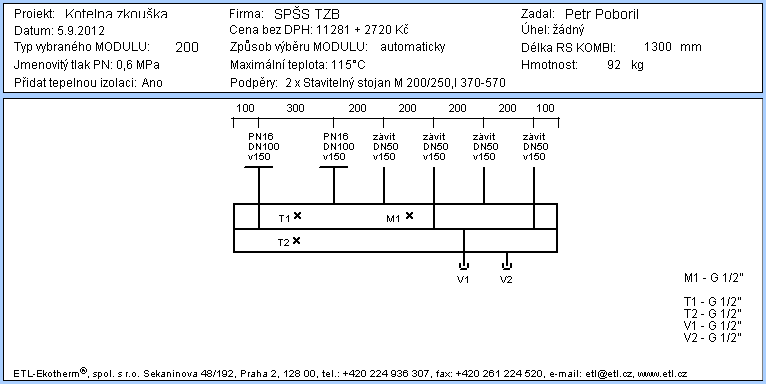 Projekt: Kotelna zkouška Firma: SPŠS TZB Zadal: Petr Pobořil
Datum: 5.9.2012 Cena bez DPH: 11281 + 2720 Kč Úhel: žádný
Typ vybraného MODULU: 200 Způsob výběru MODULU: automaticky Délka RS KOMBI: 1300 mm
Jmenovitý tlak PN: 0,6 MPa Maximální teplota: 115°C Hmotnost: 92 kg
Přidat tepelnou izolaci: Ano Podpěry: 2 x Stavitelný stojan M 200/250,l 370-570
100 300 200 200 200 200 100
PN16 PN16 závit závit závit závit
DN100 DN100 DN50 DN50 DN50 DN50
v150 v150 v150 v150 v150 v150
T1 M1
T2
V1 V2
M1 - G 1/2"
T1 - G 1/2"
T2 - G 1/2"
V1 - G 1/2"
V2 - G 1/2"
ETL-Ekotherm®, spol. s r.o. Sekaninova 48/192, Praha 2, 128 00, tel.: +420 224 936 307, fax: +420 261 224 520, e-mail: etl@etl.cz, www.etl.cz